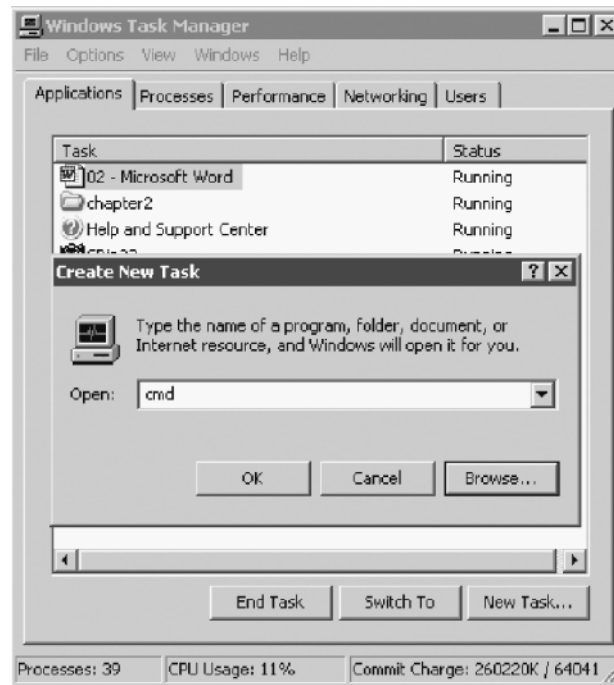 Windows Task Manager
File Options View Windows Help
Applications Processes Performance Networking Users
Task Status
02 - Microsoft Word Running
chapter2 Running
Help and Support Center Running
Create New Task
Type the name of a program, folder, document, or
Internet resource, and Windows will open it for you.
Open: cmd
OK Cancel Browse...
End Task Switch To New Task...
Processes: 39 CPU Usage: 11% Commit Charge: 260220K / 64041